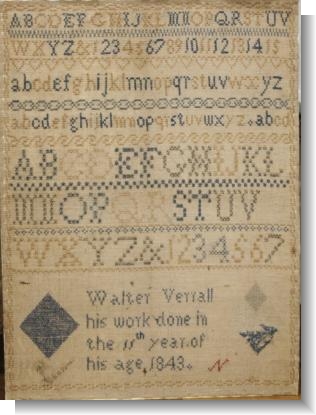 ABCDEFGHIJKLMNOPQRSTUV
WXYZ&123456789101112131415
abcdefghijklmnopqrstuvwxyz
abcdefghijklmnopqrstuvwxyz.abcd
ABCDEFGHIJKL
MNOPQRSTUV
WXYZ&1234567
Walter Verrall
his work done in
the 11th year of
his age, 1843.